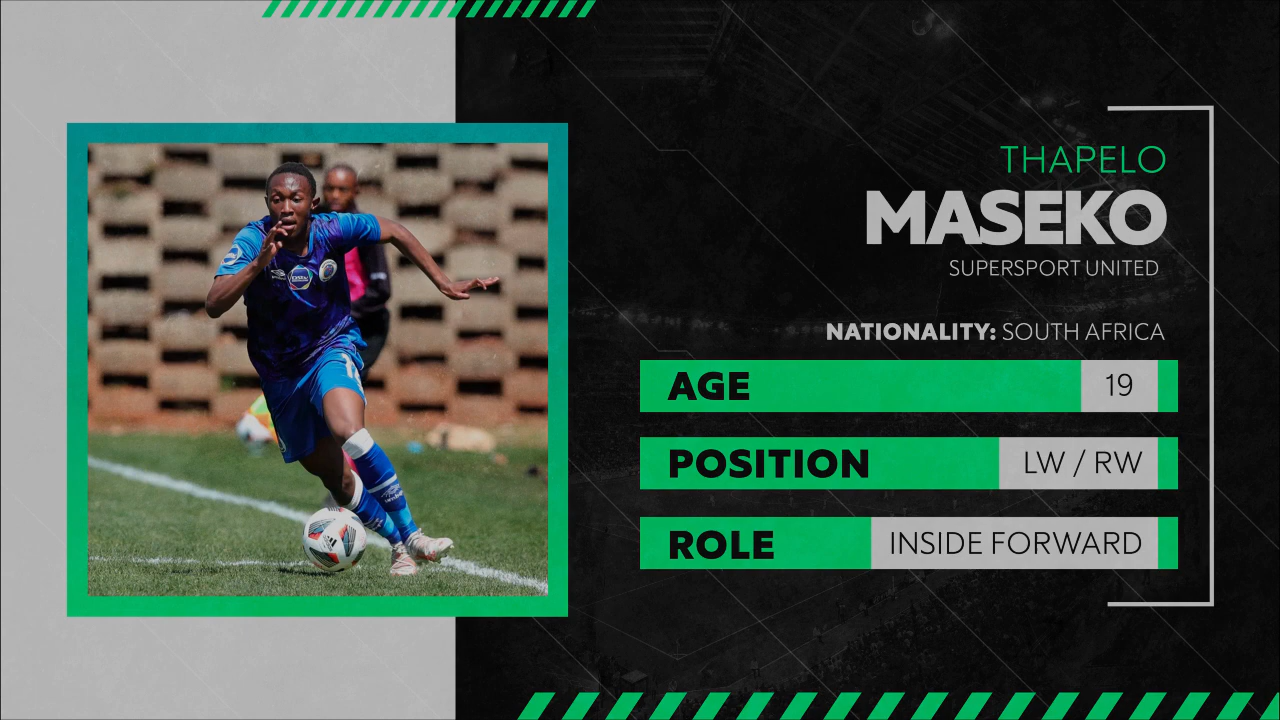 THAPELO
MASEKO
SUPERSPORT UNITED
NATIONALITY: SOUTH AFRICA
AGE 19
POSITION LW / RW
ROLE INSIDE FORWARD